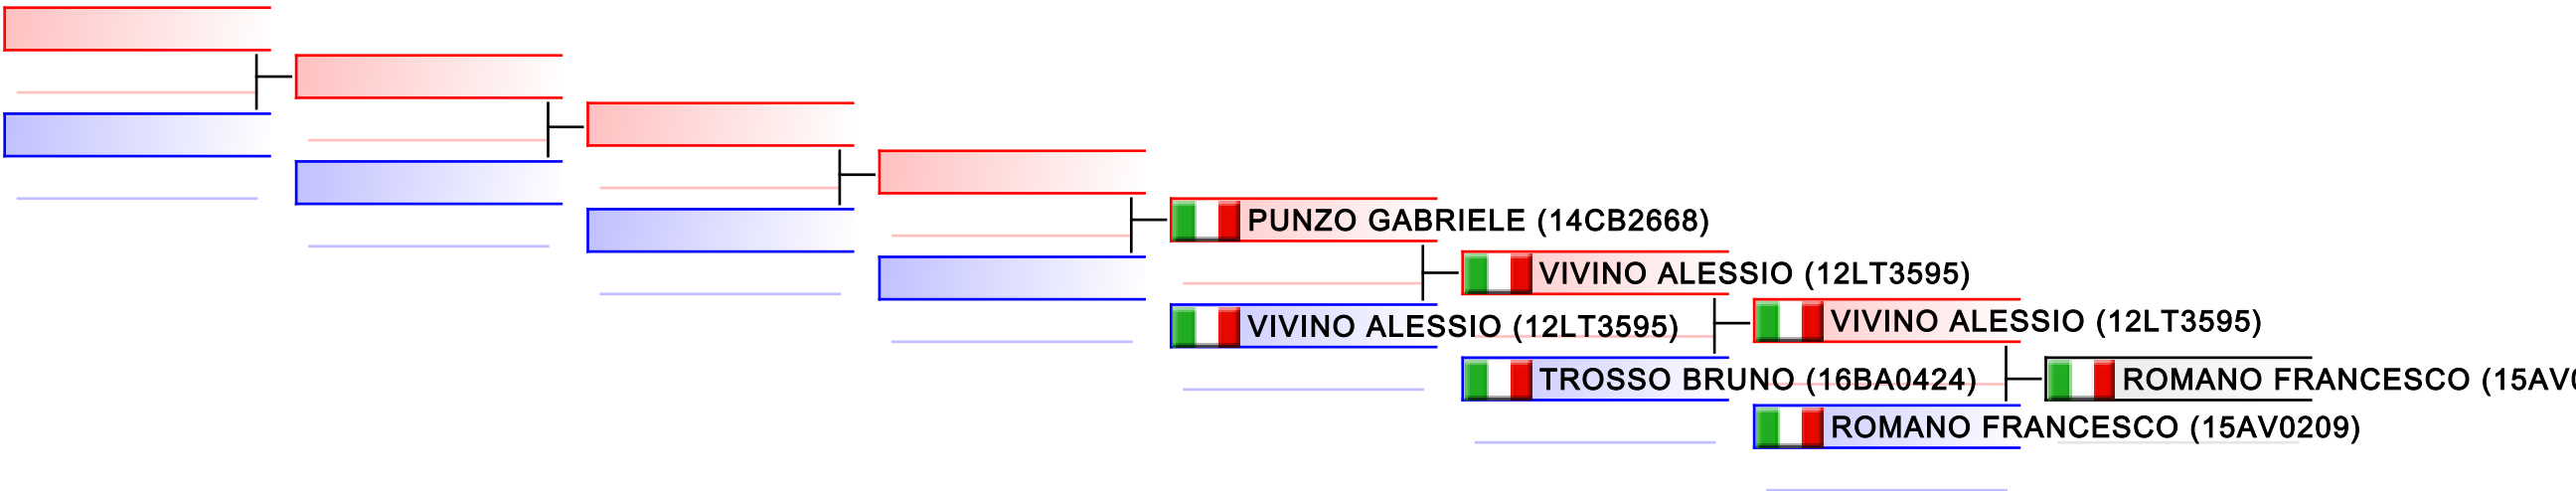 PUNZO GABRIELE (14CB2668)
VIVINO ALESSIO (12LT3595)
VIVINO ALESSIO (12LT3595)
VIVINO ALESSIO (12LT3595)
TROSSO BRUNO (16BA0424)
ROMANO FRANCESCO (15AV0
ROMANO FRANCESCO (15AV0209)